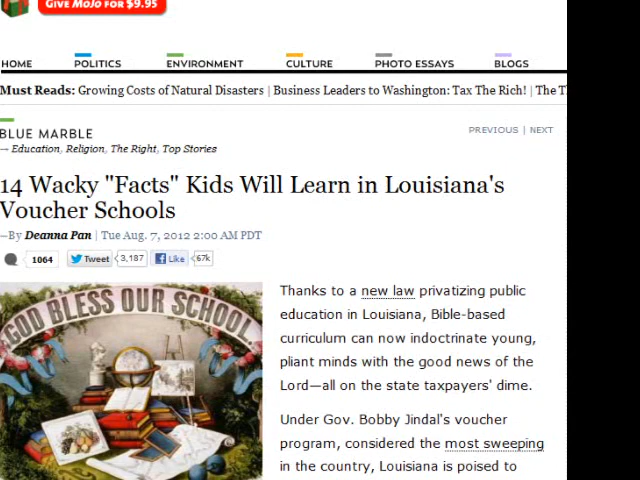 GIVE MOJO FOR $9.95
HOME POLITICS ENVIRONMENT CULTURE PHOTO ESSAYS BLOGS
Must Reads: Growing Costs of Natural Disasters | Business Leaders to Washington: Tax The Rich! | The T
BLUE MARBLE
PREVIOUS | NEXT
— Education, Religion, The Right, Top Stories
14 Wacky "Facts" Kids Will Learn in Louisiana's
Voucher Schools
—By Deanna Pan | Tue Aug. 7, 2012 2:00 AM PDT
1064 Tweet 3,187 Like 67k
GOD BLESS OUR SCHOOL.
Thanks to a new law privatizing public
education in Louisiana, Bible-based
curriculum can now indoctrinate young,
pliant minds with the good news of the
Lord—all on the state taxpayers' dime.
Under Gov. Bobby Jindal's voucher
program, considered the most sweeping
in the country, Louisiana is poised to